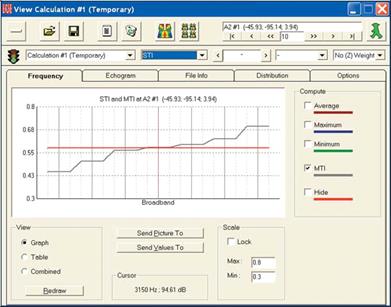 View Calculation #1 (Temporary)
A2 #1 (-45.93, -95.14, 3.94)
10
Calculation #1 (Temporary)
STI
No (Z) Weight
Frequency
Echogram
File Info
Distribution
Options
STI and MTI at A2 #1 (-45.93, -95.14; 3.94)
0.8
0.68
0.55
0.43
0.3
Broadband
Compute
Average
Maximum
Minimum
MTI
Hide
View
Graph
Table
Combined
Redraw
Send Picture To
Send Values To
Cursor
3150 Hz ; 94.61 dB
Scale
Lock
Max : 0.8
Min : 0.3